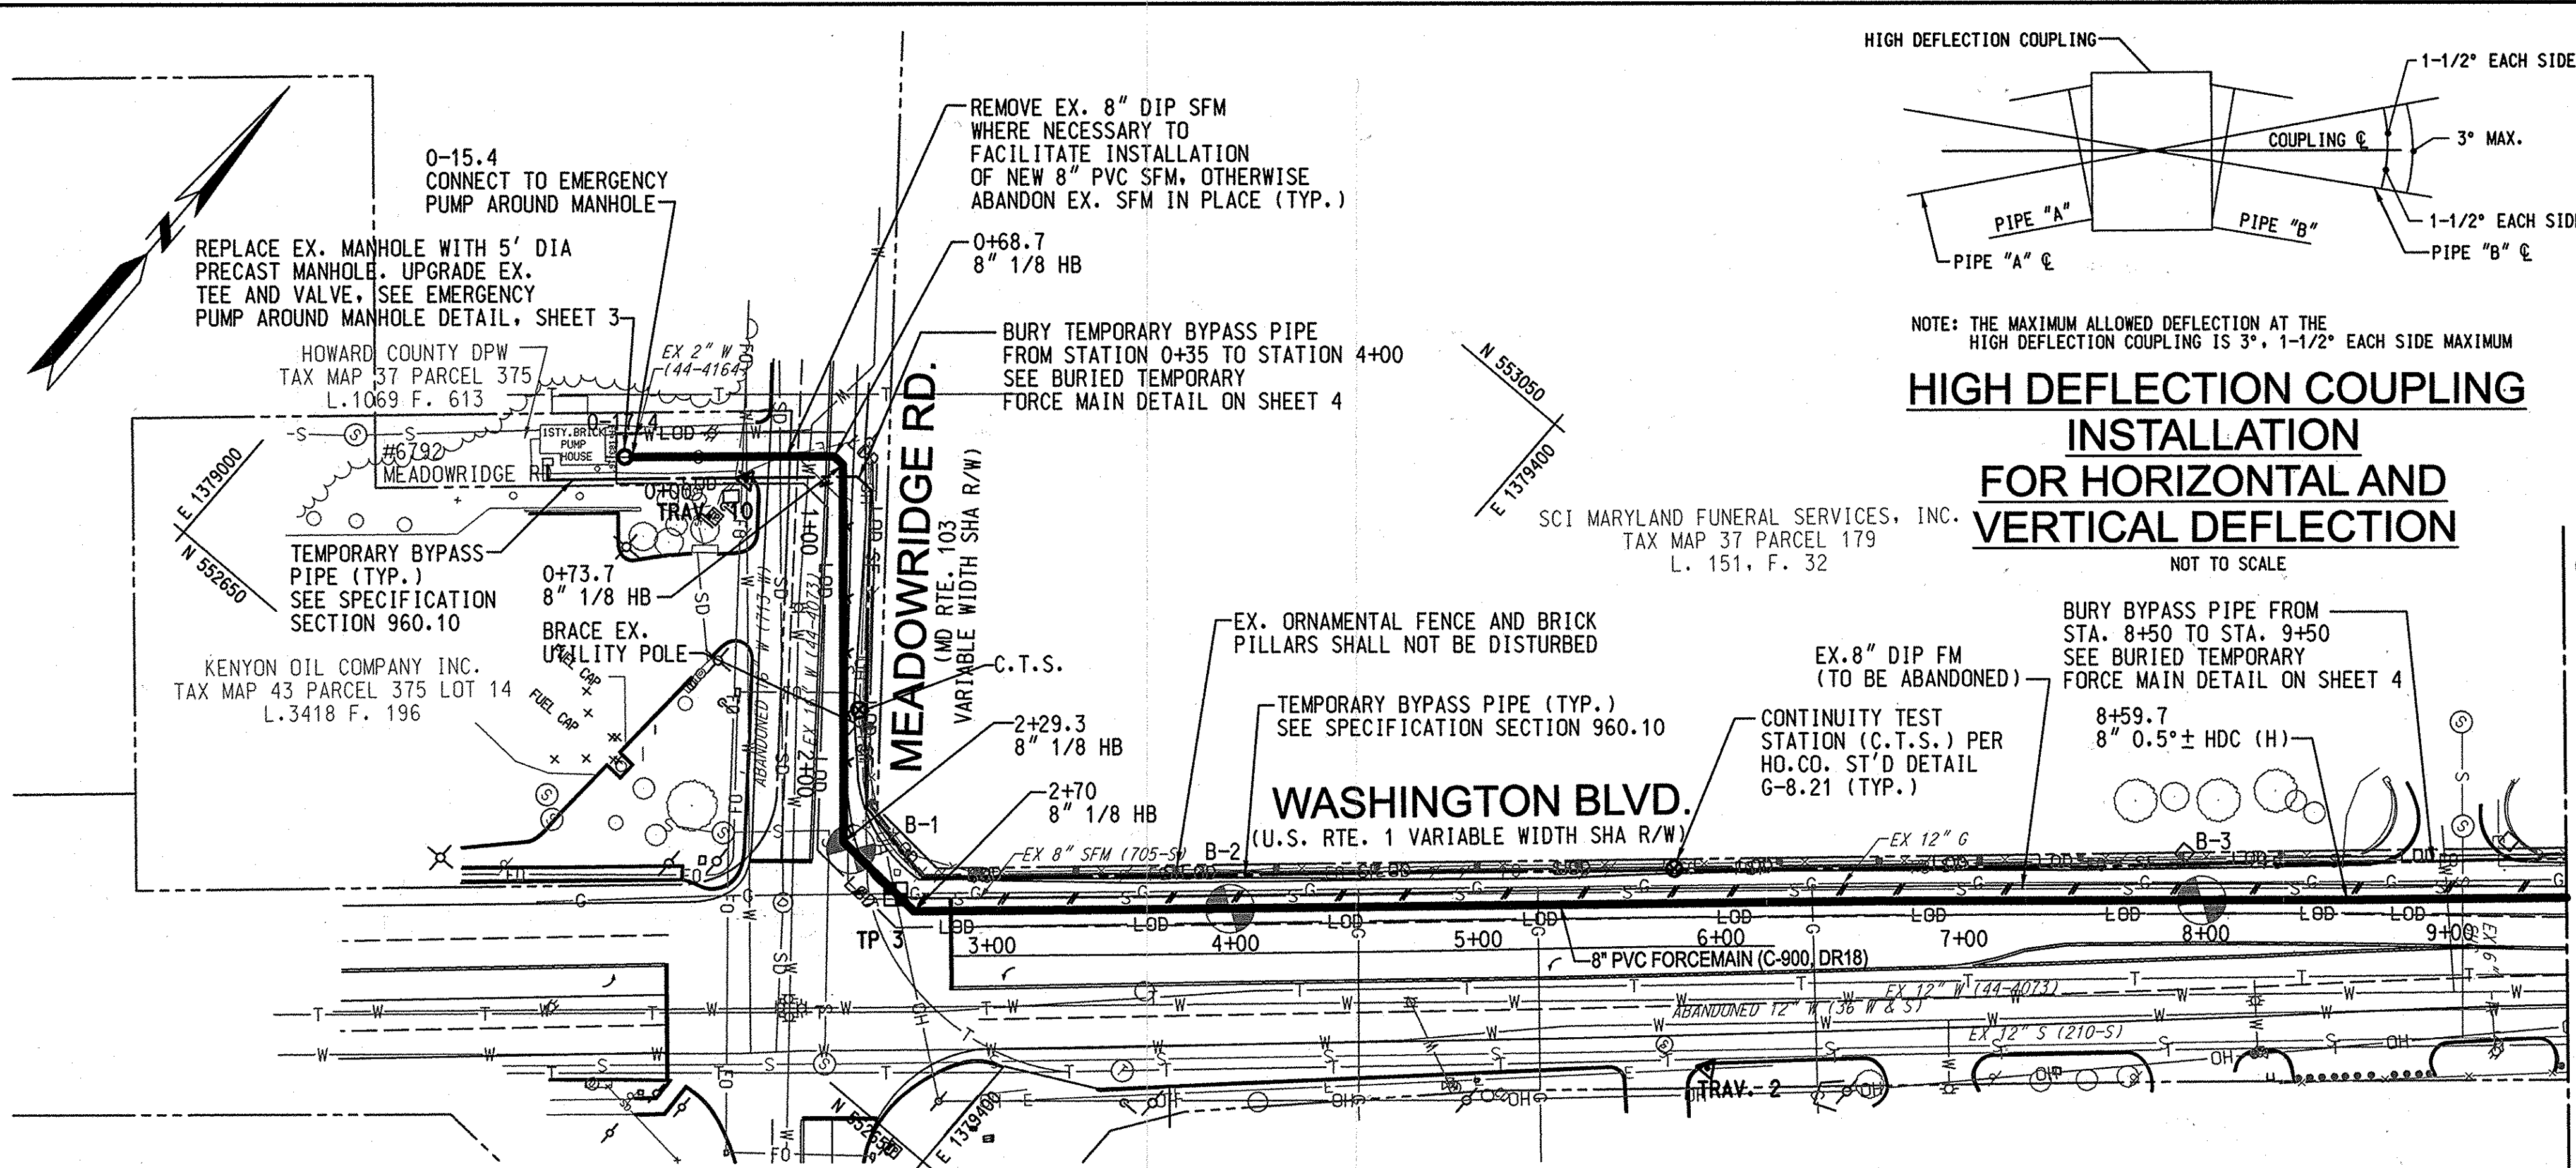 HIGH DEFLECTION COUPLING
1-1/2° EACH SIDE
COUPLING ℄
3° MAX.
PIPE "A"
PIPE "B"
1-1/2° EACH SIDE
PIPE "A" ℄
PIPE "B" ℄
NOTE: THE MAXIMUM ALLOWED DEFLECTION AT THE
HIGH DEFLECTION COUPLING IS 3°, 1-1/2° EACH SIDE MAXIMUM
HIGH DEFLECTION COUPLING
INSTALLATION
FOR HORIZONTAL AND
VERTICAL DEFLECTION
NOT TO SCALE
REMOVE EX. 8" DIP SFM
WHERE NECESSARY TO
FACILITATE INSTALLATION
OF NEW 8" PVC SFM, OTHERWISE
ABANDON EX. SFM IN PLACE (TYP.)
0-15.4
CONNECT TO EMERGENCY
PUMP AROUND MANHOLE
REPLACE EX. MANHOLE WITH 5' DIA
PRECAST MANHOLE. UPGRADE EX.
TEE AND VALVE, SEE EMERGENCY
PUMP AROUND MANHOLE DETAIL, SHEET 3
0+68.7
8" 1/8 HB
BURY TEMPORARY BYPASS PIPE
FROM STATION 0+35 TO STATION 4+00
SEE BURIED TEMPORARY
FORCE MAIN DETAIL ON SHEET 4
HOWARD COUNTY DPW
TAX MAP 37 PARCEL 375
L.1069 F. 613
EX 2" W
(44-4164)
N 553050
E 1379400
0-17.4
1STY.BRICK
PUMP
HOUSE
#6792
MEADOWRIDGE RD
E 1379000
N 552650
0+00
TRAV. 10
1+00
MEADOWRIDGE RD.
(MD RTE. 103
VARIABLE WIDTH SHA R/W)
SCI MARYLAND FUNERAL SERVICES, INC.
TAX MAP 37 PARCEL 179
L. 151, F. 32
TEMPORARY BYPASS
PIPE (TYP.)
SEE SPECIFICATION
SECTION 960.10
0+73.7
8" 1/8 HB
BRACE EX.
UTILITY POLE
KENYON OIL COMPANY INC.
TAX MAP 43 PARCEL 375 LOT 14
L.3418 F. 196
FUEL CAP
FUEL CAP
EX 16" W (44-4073)
2+00
C.T.S.
2+29.3
8" 1/8 HB
2+70
8" 1/8 HB
EX. ORNAMENTAL FENCE AND BRICK
PILLARS SHALL NOT BE DISTURBED
TEMPORARY BYPASS PIPE (TYP.)
SEE SPECIFICATION SECTION 960.10
EX.8" DIP FM
(TO BE ABANDONED)
CONTINUITY TEST
STATION (C.T.S.) PER
HO.CO. ST'D DETAIL
G-8.21 (TYP.)
BURY BYPASS PIPE FROM
STA. 8+50 TO STA. 9+50
SEE BURIED TEMPORARY
FORCE MAIN DETAIL ON SHEET 4
8+59.7
8" 0.5°± HDC (H)
WASHINGTON BLVD.
(U.S. RTE. 1 VARIABLE WIDTH SHA R/W)
B-1
EX 8" SFM (705-S)
B-2
EX 12" G
B-3
TP 3
3+00
4+00
5+00
6+00
7+00
8+00
9+00
8" PVC FORCEMAIN (C-900, DR18)
EX 12" W (44-4073)
ABANDONED 12" W (36 W & S)
EX 12" S (210-S)
TRAV. 2
E 1379400